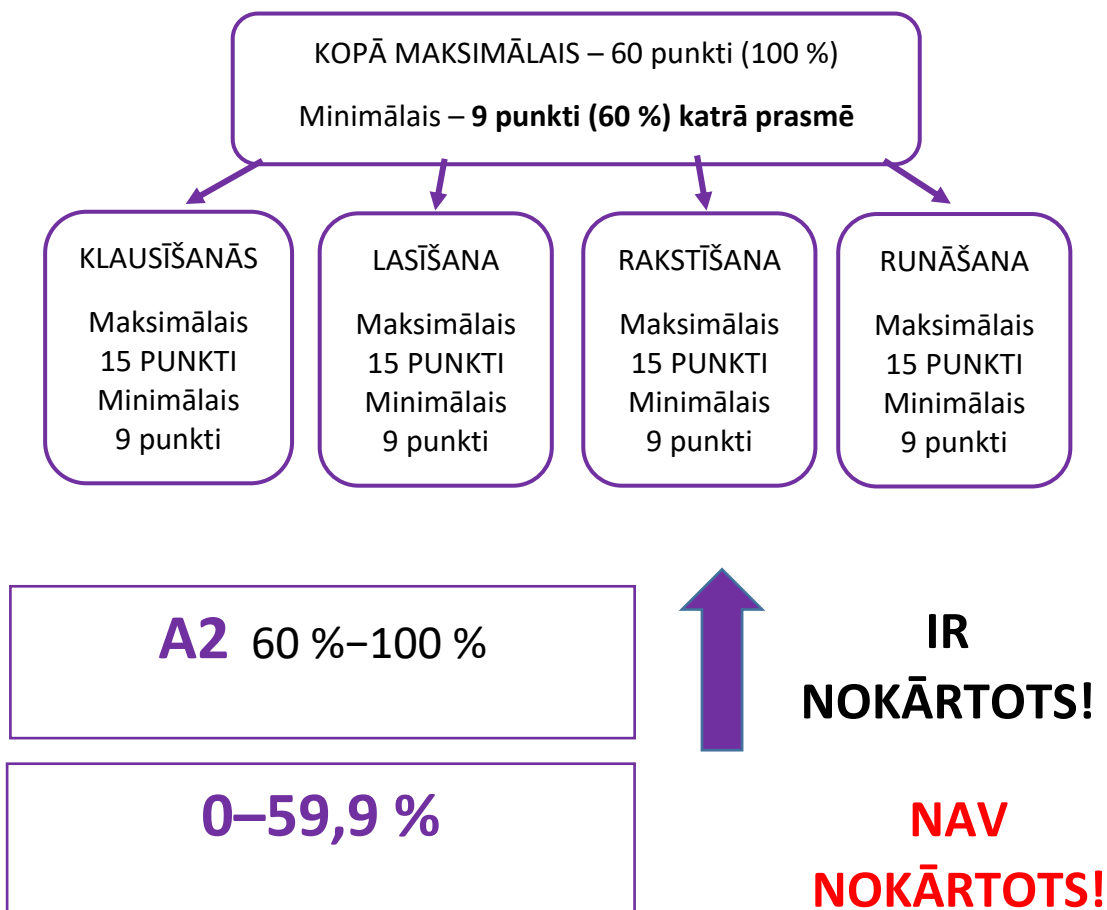 KOPĀ MAKSIMĀLAIS – 60 punkti (100 %)
Minimālais – 9 punkti (60 %) katrā prasmē
KLAUSĪŠANĀS
Maksimālais
15 PUNKTI
Minimālais
9 punkti
LASĪŠANA
Maksimālais
15 PUNKTI
Minimālais
9 punkti
RAKSTĪŠANA
Maksimālais
15 PUNKTI
Minimālais
9 punkti
RUNĀŠANA
Maksimālais
15 PUNKTI
Minimālais
9 punkti
A2 60 %–100 %
IR
NOKĀRTOTS!
0–59,9 %
NAV
NOKĀRTOTS!